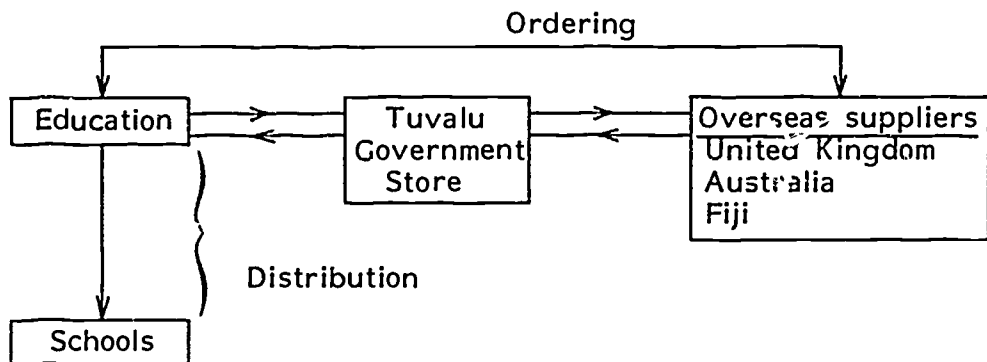 Ordering
Education
Tuvalu
Government
Store
Overseas suppliers
United Kingdom
Australia
Fiji
Distribution
Schools